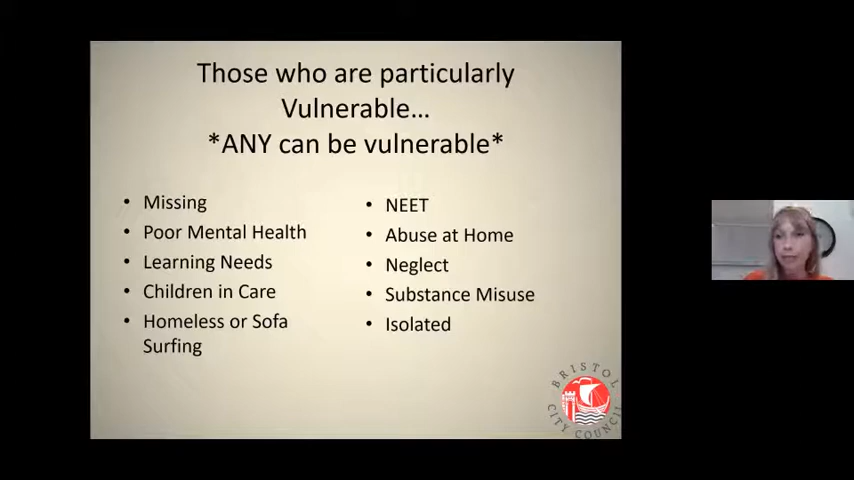 Those who are particularly
Vulnerable...
*ANY can be vulnerable*
• Missing
• Poor Mental Health
• Learning Needs
• Children in Care
• Homeless or Sofa
Surfing
• NEET
• Abuse at Home
• Neglect
• Substance Misuse
• Isolated
BRISTOL
CITY COUNCIL